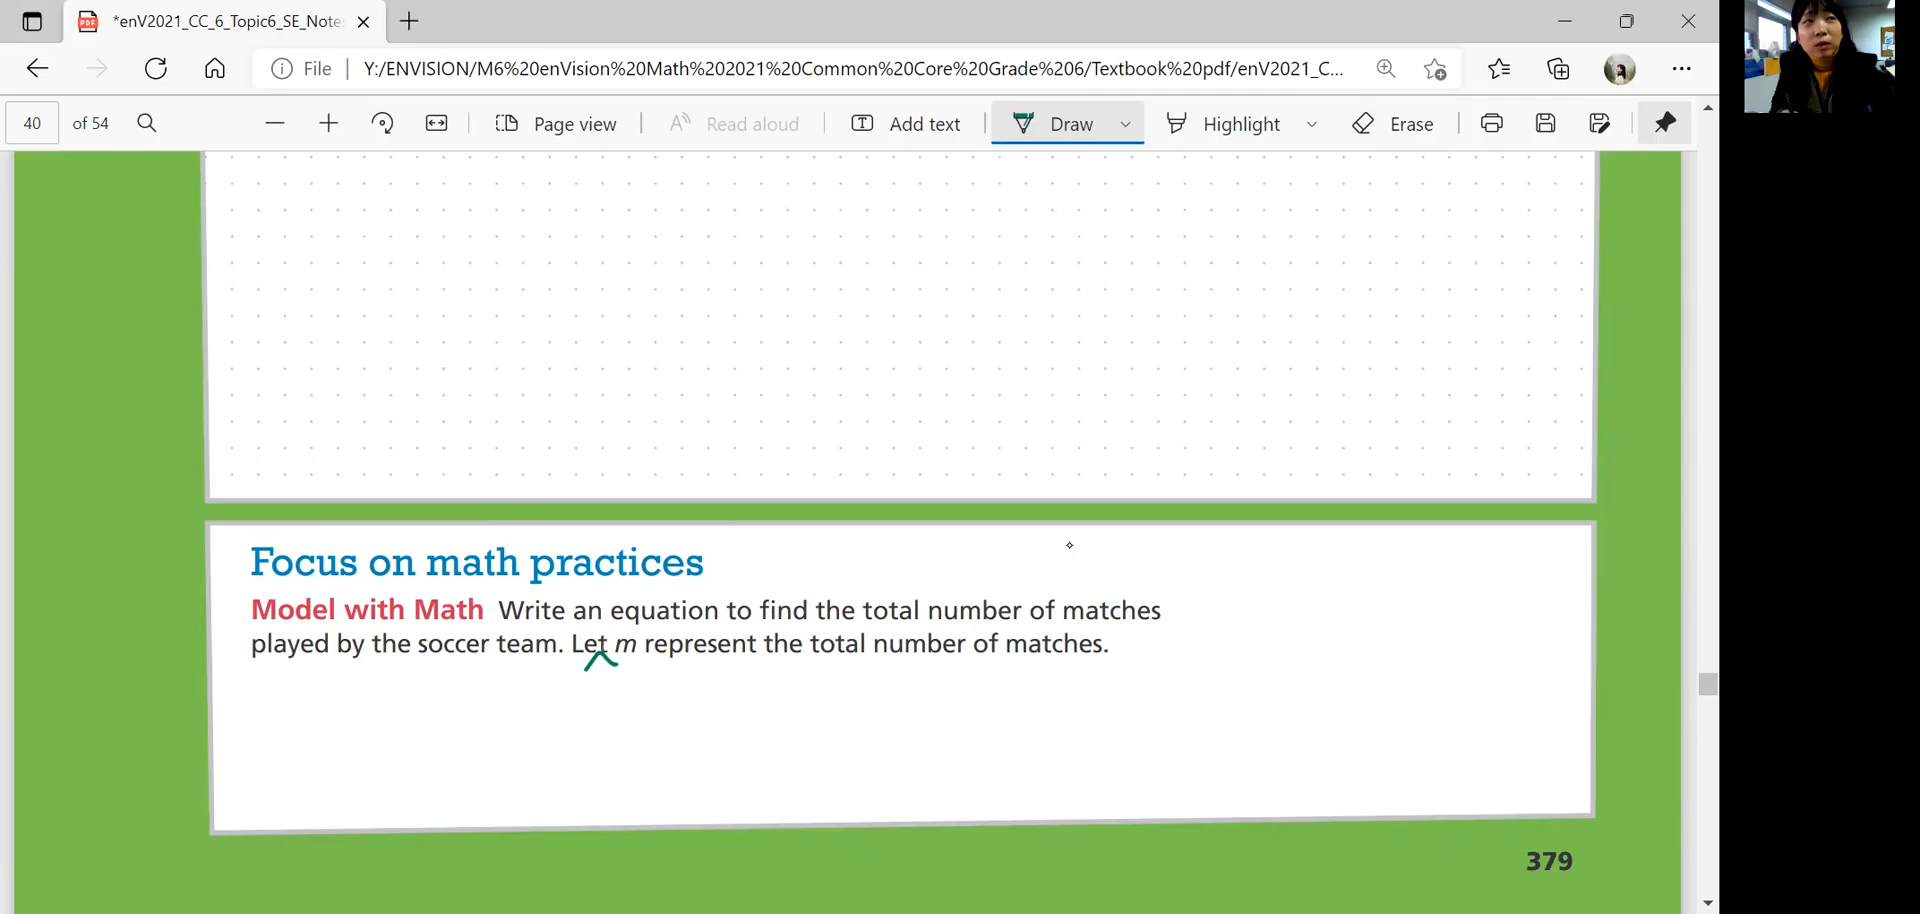 *enV2021_CC_6_Topic6_SE_Note
File
Y:/ENVISION/M6%20enVision%20Math%202021%20Common%20Core%20Grade%206/Textbook%20pdf/enV2021_C...
40 of 54
Page view
Read aloud
Add text
Draw
Highlight
Erase
Focus on math practices
Model with Math Write an equation to find the total number of matches
played by the soccer team. Let m represent the total number of matches.
379